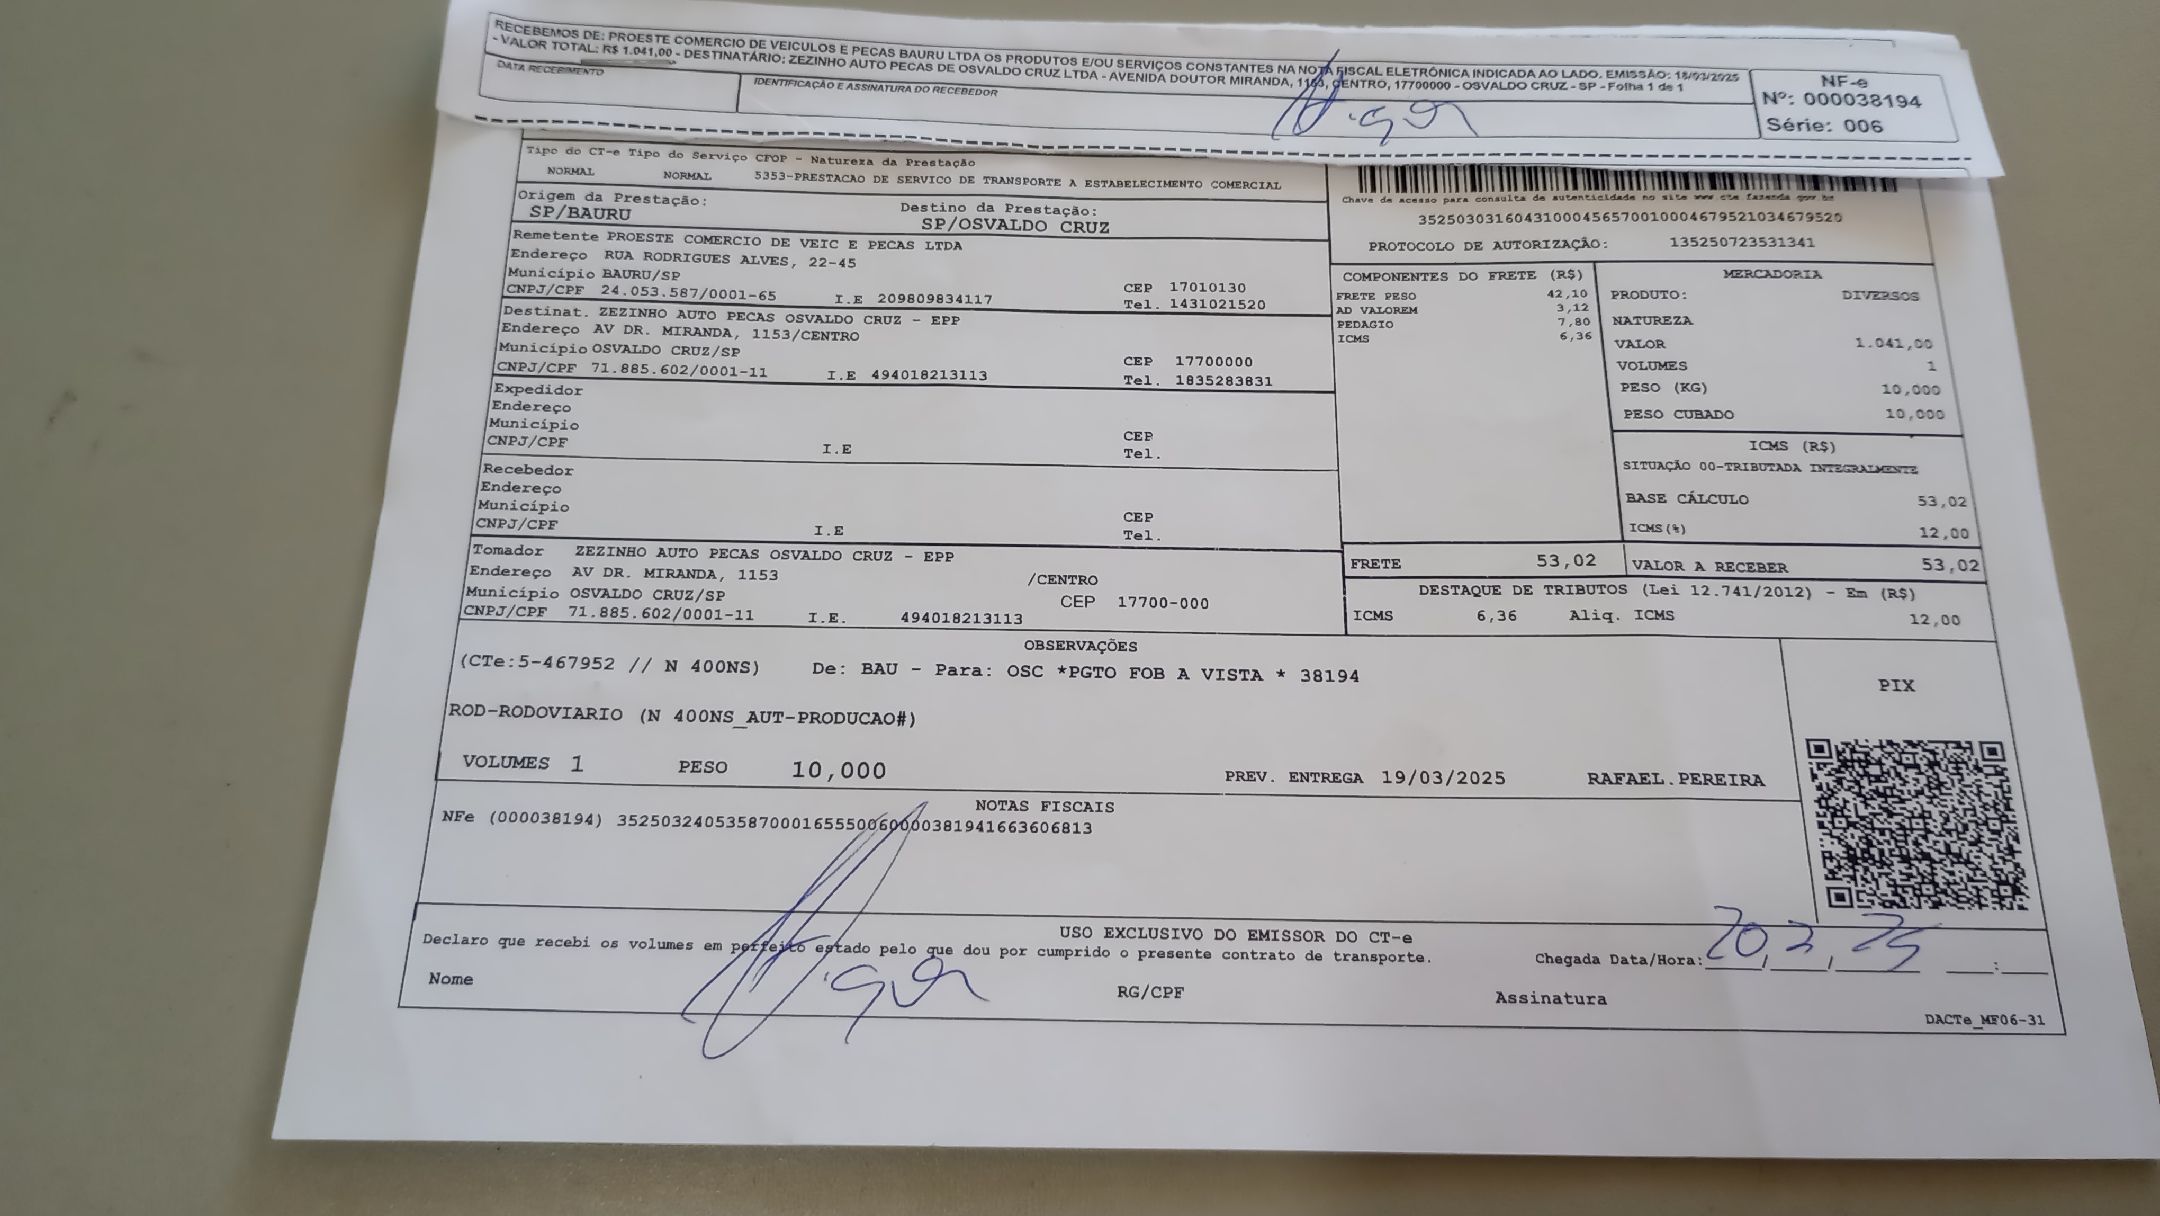 RECEBEMOS DE: PROESTE COMERCIO DE VEICULOS E PECAS BAURU LTDA OS PRODUTOS E/OU SERVIÇOS CONSTANTES NA NOTA FISCAL ELETRÔNICA INDICADA AO LADO. EMISSÃO: 18/03/2025
- VALOR TOTAL: R$ 1.041,00 - DESTINATÁRIO: ZEZINHO AUTO PECAS DE OSVALDO CRUZ LTDA - AVENIDA DOUTOR MIRANDA, 1153, CENTRO, 17700000 - OSVALDO CRUZ - SP - Folha 1 de 1
DATA RECEBIMENTO
IDENTIFICAÇÃO E ASSINATURA DO RECEBEDOR
NF-e
Nº: 000038194
Série: 006
Tipo do CT-e Tipo do Serviço CFOP - Natureza da Prestação
NORMAL NORMAL 5353-PRESTACAO DE SERVICO DE TRANSPORTE A ESTABELECIMENTO COMERCIAL
Origem da Prestação: Destino da Prestação:
SP/BAURU SP/OSVALDO CRUZ
Remetente PROESTE COMERCIO DE VEIC E PECAS LTDA
Endereço RUA RODRIGUES ALVES, 22-45
Município BAURU/SP CEP 17010130
CNPJ/CPF 24.053.587/0001-65 I.E 209809834117 Tel. 1431021520
Destinat. ZEZINHO AUTO PECAS OSVALDO CRUZ - EPP
Endereço AV DR. MIRANDA, 1153/CENTRO
Município OSVALDO CRUZ/SP CEP 17700000
CNPJ/CPF 71.885.602/0001-11 I.E 494018213113 Tel. 1835283831
Expedidor
Endereço
Município CEP
CNPJ/CPF I.E Tel.
Recebedor
Endereço
Município CEP
CNPJ/CPF I.E Tel.
Tomador ZEZINHO AUTO PECAS OSVALDO CRUZ - EPP
Endereço AV DR. MIRANDA, 1153 /CENTRO
Município OSVALDO CRUZ/SP CEP 17700-000
CNPJ/CPF 71.885.602/0001-11 I.E. 494018213113
Chave de acesso para consulta de autenticidade no site www cte fazenda gov br
35250303160431000456570010004679521034679520
PROTOCOLO DE AUTORIZAÇÃO: 135250723531341
COMPONENTES DO FRETE (R$)
FRETE PESO 42,10
AD VALOREM 3,12
PEDAGIO 7,80
ICMS 6,36
MERCADORIA
PRODUTO: DIVERSOS
NATUREZA
VALOR 1.041,00
VOLUMES 1
PESO (KG) 10,000
PESO CUBADO 10,000
ICMS (R$)
SITUAÇÃO 00-TRIBUTADA INTEGRALMENTE
BASE CÁLCULO 53,02
ICMS(%) 12,00
FRETE 53,02 VALOR A RECEBER 53,02
DESTAQUE DE TRIBUTOS (Lei 12.741/2012) - Em (R$)
ICMS 6,36 Aliq. ICMS 12,00
OBSERVAÇÕES
(CTe:5-467952 // N 400NS) De: BAU - Para: OSC *PGTO FOB A VISTA * 38194
ROD-RODOVIARIO (N 400NS_AUT-PRODUCAO#)
VOLUMES 1 PESO 10,000 PREV. ENTREGA 19/03/2025 RAFAEL.PEREIRA
PIX
NOTAS FISCAIS
NFe (000038194) 35250324053587000165550060000381941663606813
USO EXCLUSIVO DO EMISSOR DO CT-e
Declaro que recebi os volumes em perfeito estado pelo que dou por cumprido o presente contrato de transporte.
Chegada Data/Hora: 20,3,25 :
Nome RG/CPF Assinatura
DACTe_MF06-31